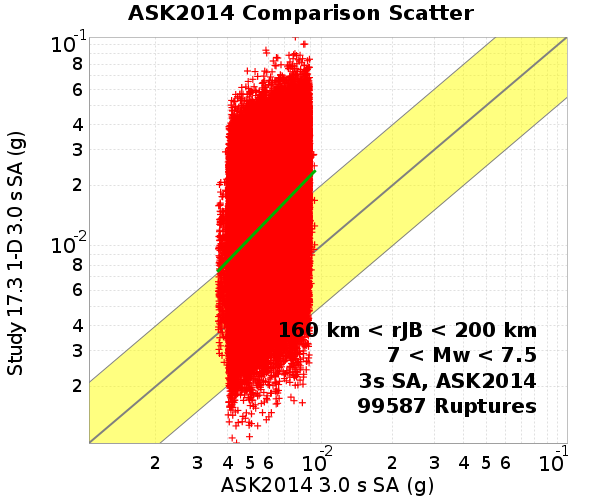 ASK2014 Comparison Scatter
Study 17.3 1-D 3.0 s SA (g)
10-1
8
6
4
3
2
10-2
8
6
4
3
2
160 km < rJB < 200 km
7 < Mw < 7.5
3s SA, ASK2014
99587 Ruptures
2 3 4 5 6 10-2 2 3 4 5 6 10-1
ASK2014 3.0 s SA (g)